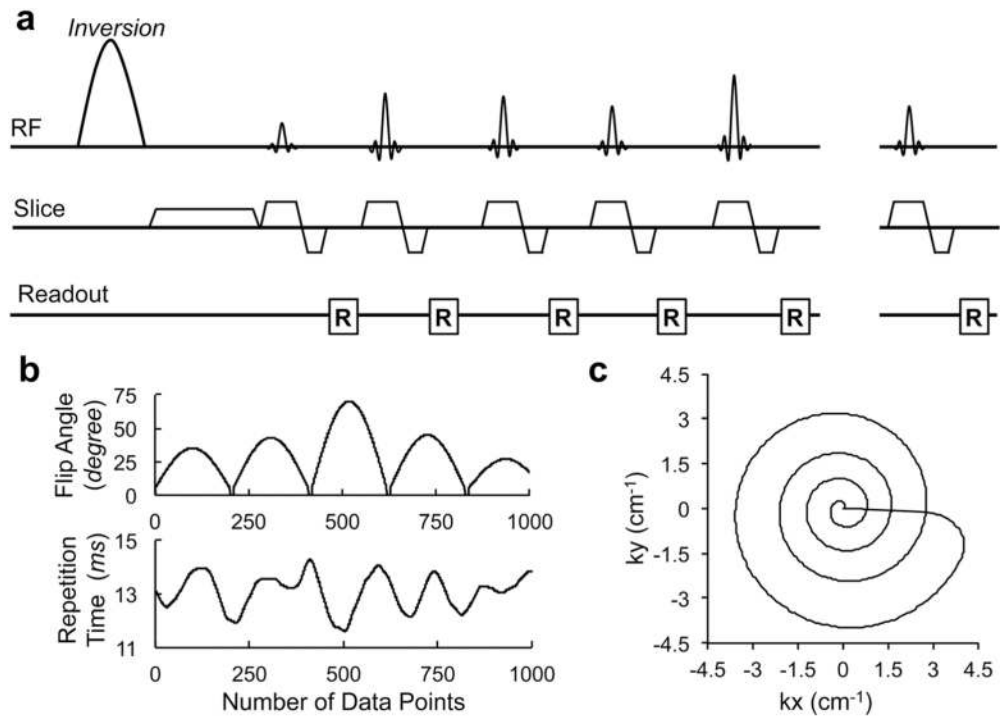 a
Inversion
RF
Slice
Readout
R R R R R R
b
75
50
25
0
Flip Angle
(degree)
0 250 500 750 1000
15
13
11
Repetition
Time (ms)
0 250 500 750 1000
Number of Data Points
c
4.5
3
1.5
0
-1.5
-3
-4.5
ky (cm-1)
-4.5 -3 -1.5 0 1.5 3 4.5
kx (cm-1)